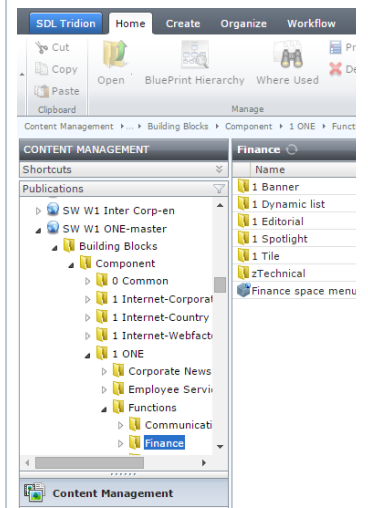 SDL Tridion Home Create Organize Workflow
Cut
Copy
Paste
Clipboard
Open
BluePrint Hierarchy
Where Used
Manage
Content Management ... Building Blocks Component 1 ONE
CONTENT MANAGEMENT
Shortcuts
Publications
SW W1 Inter Corp-en
SW W1 ONE-master
Building Blocks
Component
0 Common
1 Internet-Corporat
1 Internet-Country
1 Internet-Webfact
1 ONE
Corporate News
Employee Servi
Functions
Communicati
Finance
Content Management
Finance
Name
1 Banner
1 Dynamic list
1 Editorial
1 Spotlight
1 Tile
zTechnical
Finance space menu